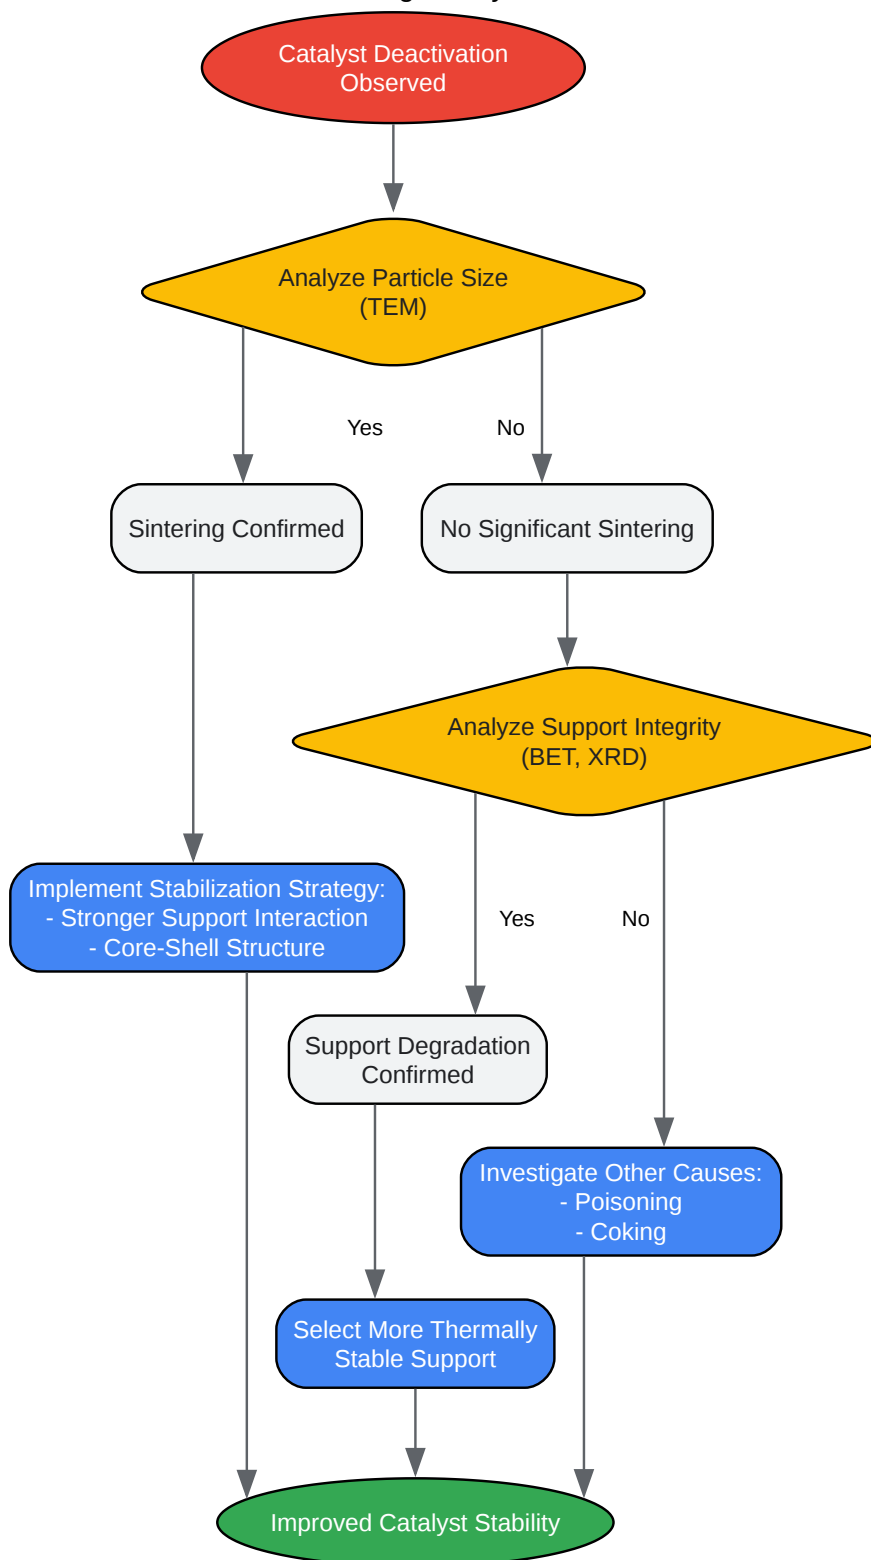 Catalyst Deactivation
Observed
Analyze Particle Size
(TEM)
Yes
No
Sintering Confirmed
No Significant Sintering
Analyze Support Integrity
(BET, XRD)
Implement Stabilization Strategy:
- Stronger Support Interaction
- Core-Shell Structure
Yes
No
Support Degradation
Confirmed
Investigate Other Causes:
- Poisoning
- Coking
Select More Thermally
Stable Support
Improved Catalyst Stability